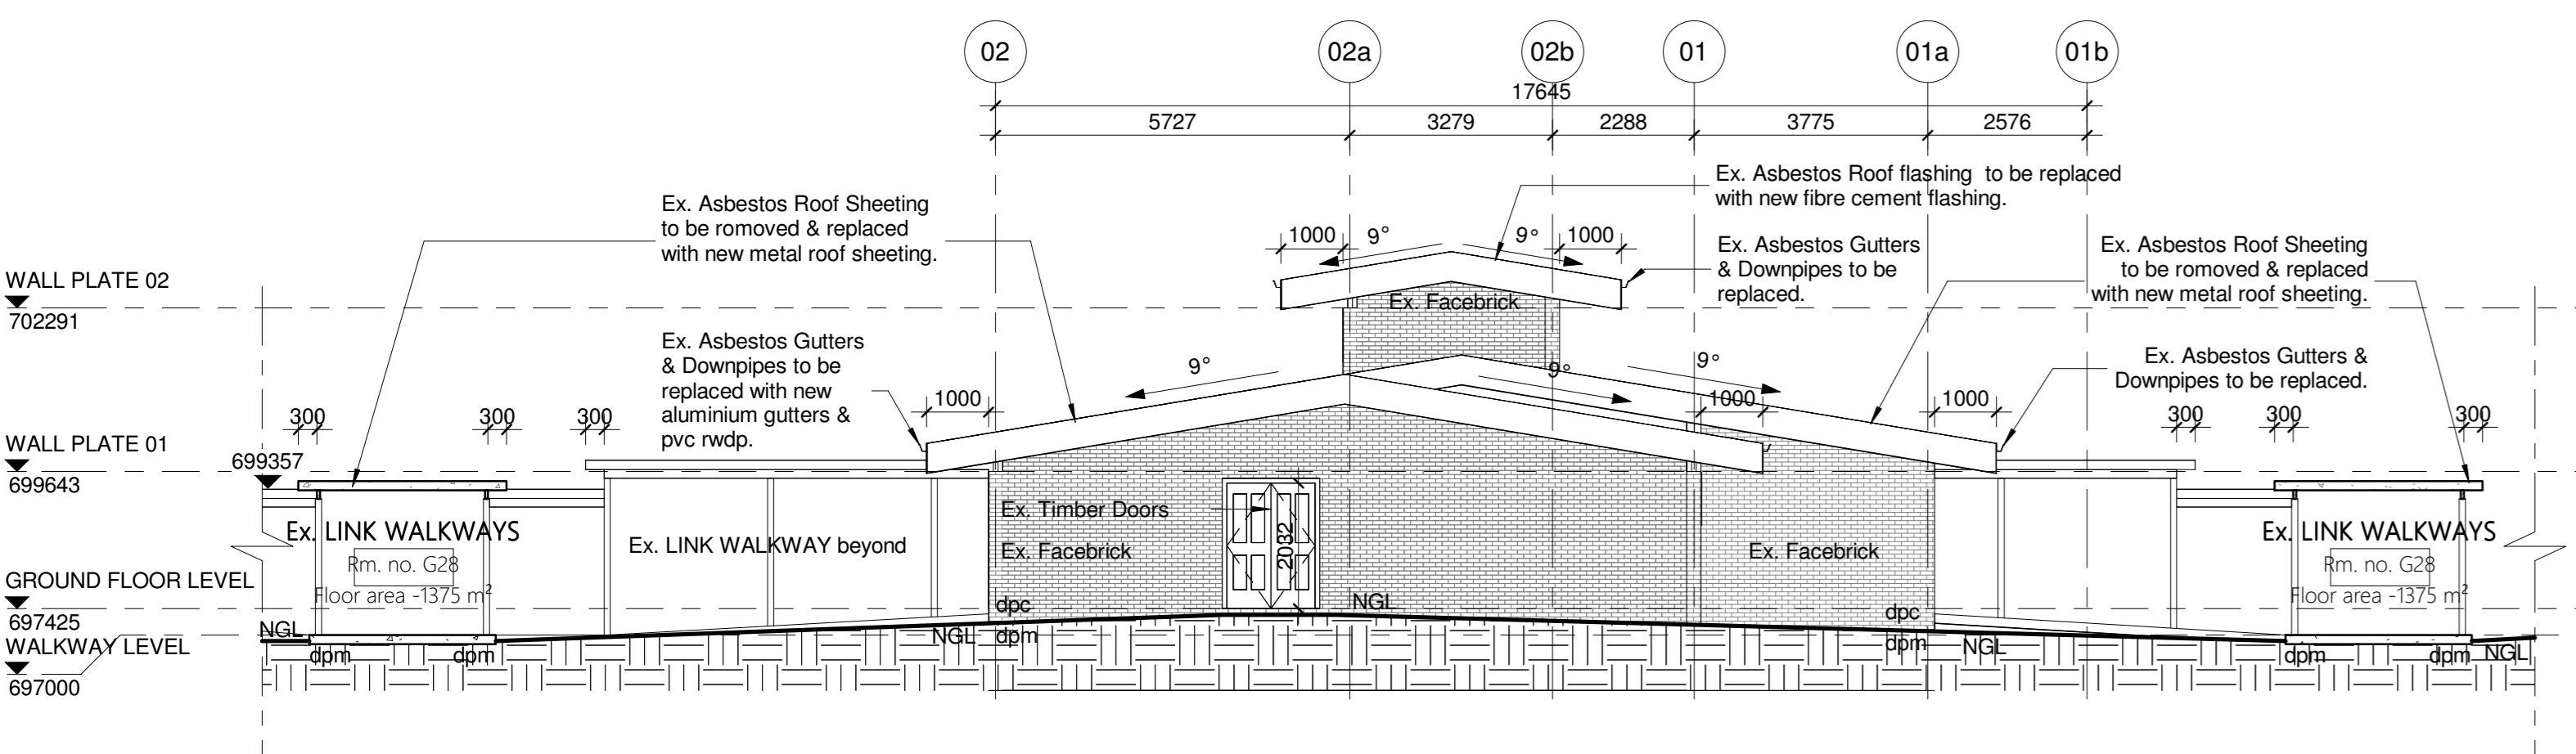 02
02a
02b
01
01a
01b
17645
5727
3279
2288
3775
2576
Ex. Asbestos Roof Sheeting
to be romoved & replaced
with new metal roof sheeting.
Ex. Asbestos Roof flashing to be replaced
with new fibre cement flashing.
1000
9°
9°
1000
Ex. Asbestos Gutters
& Downpipes to be
replaced.
Ex. Asbestos Roof Sheeting
to be romoved & replaced
with new metal roof sheeting.
WALL PLATE 02
702291
Ex. Facebrick
Ex. Asbestos Gutters
& Downpipes to be
replaced with new
aluminium gutters &
pvc rwdp.
9°
9°
9°
Ex. Asbestos Gutters &
Downpipes to be replaced.
300
300
300
1000
1000
1000
300
300
300
WALL PLATE 01
699643
699357
Ex. LINK WALKWAYS
Rm. no. G28
Floor area -1375 m²
Ex. LINK WALKWAY beyond
Ex. Timber Doors
Ex. Facebrick
2032
Ex. Facebrick
Ex. LINK WALKWAYS
Rm. no. G28
Floor area -1375 m²
GROUND FLOOR LEVEL
697425
dpc
NGL
dpc
NGL
WALKWAY LEVEL
697000
dpm
dpm
NGL
dpm
dpm
NGL
dpm
dpm
NGL